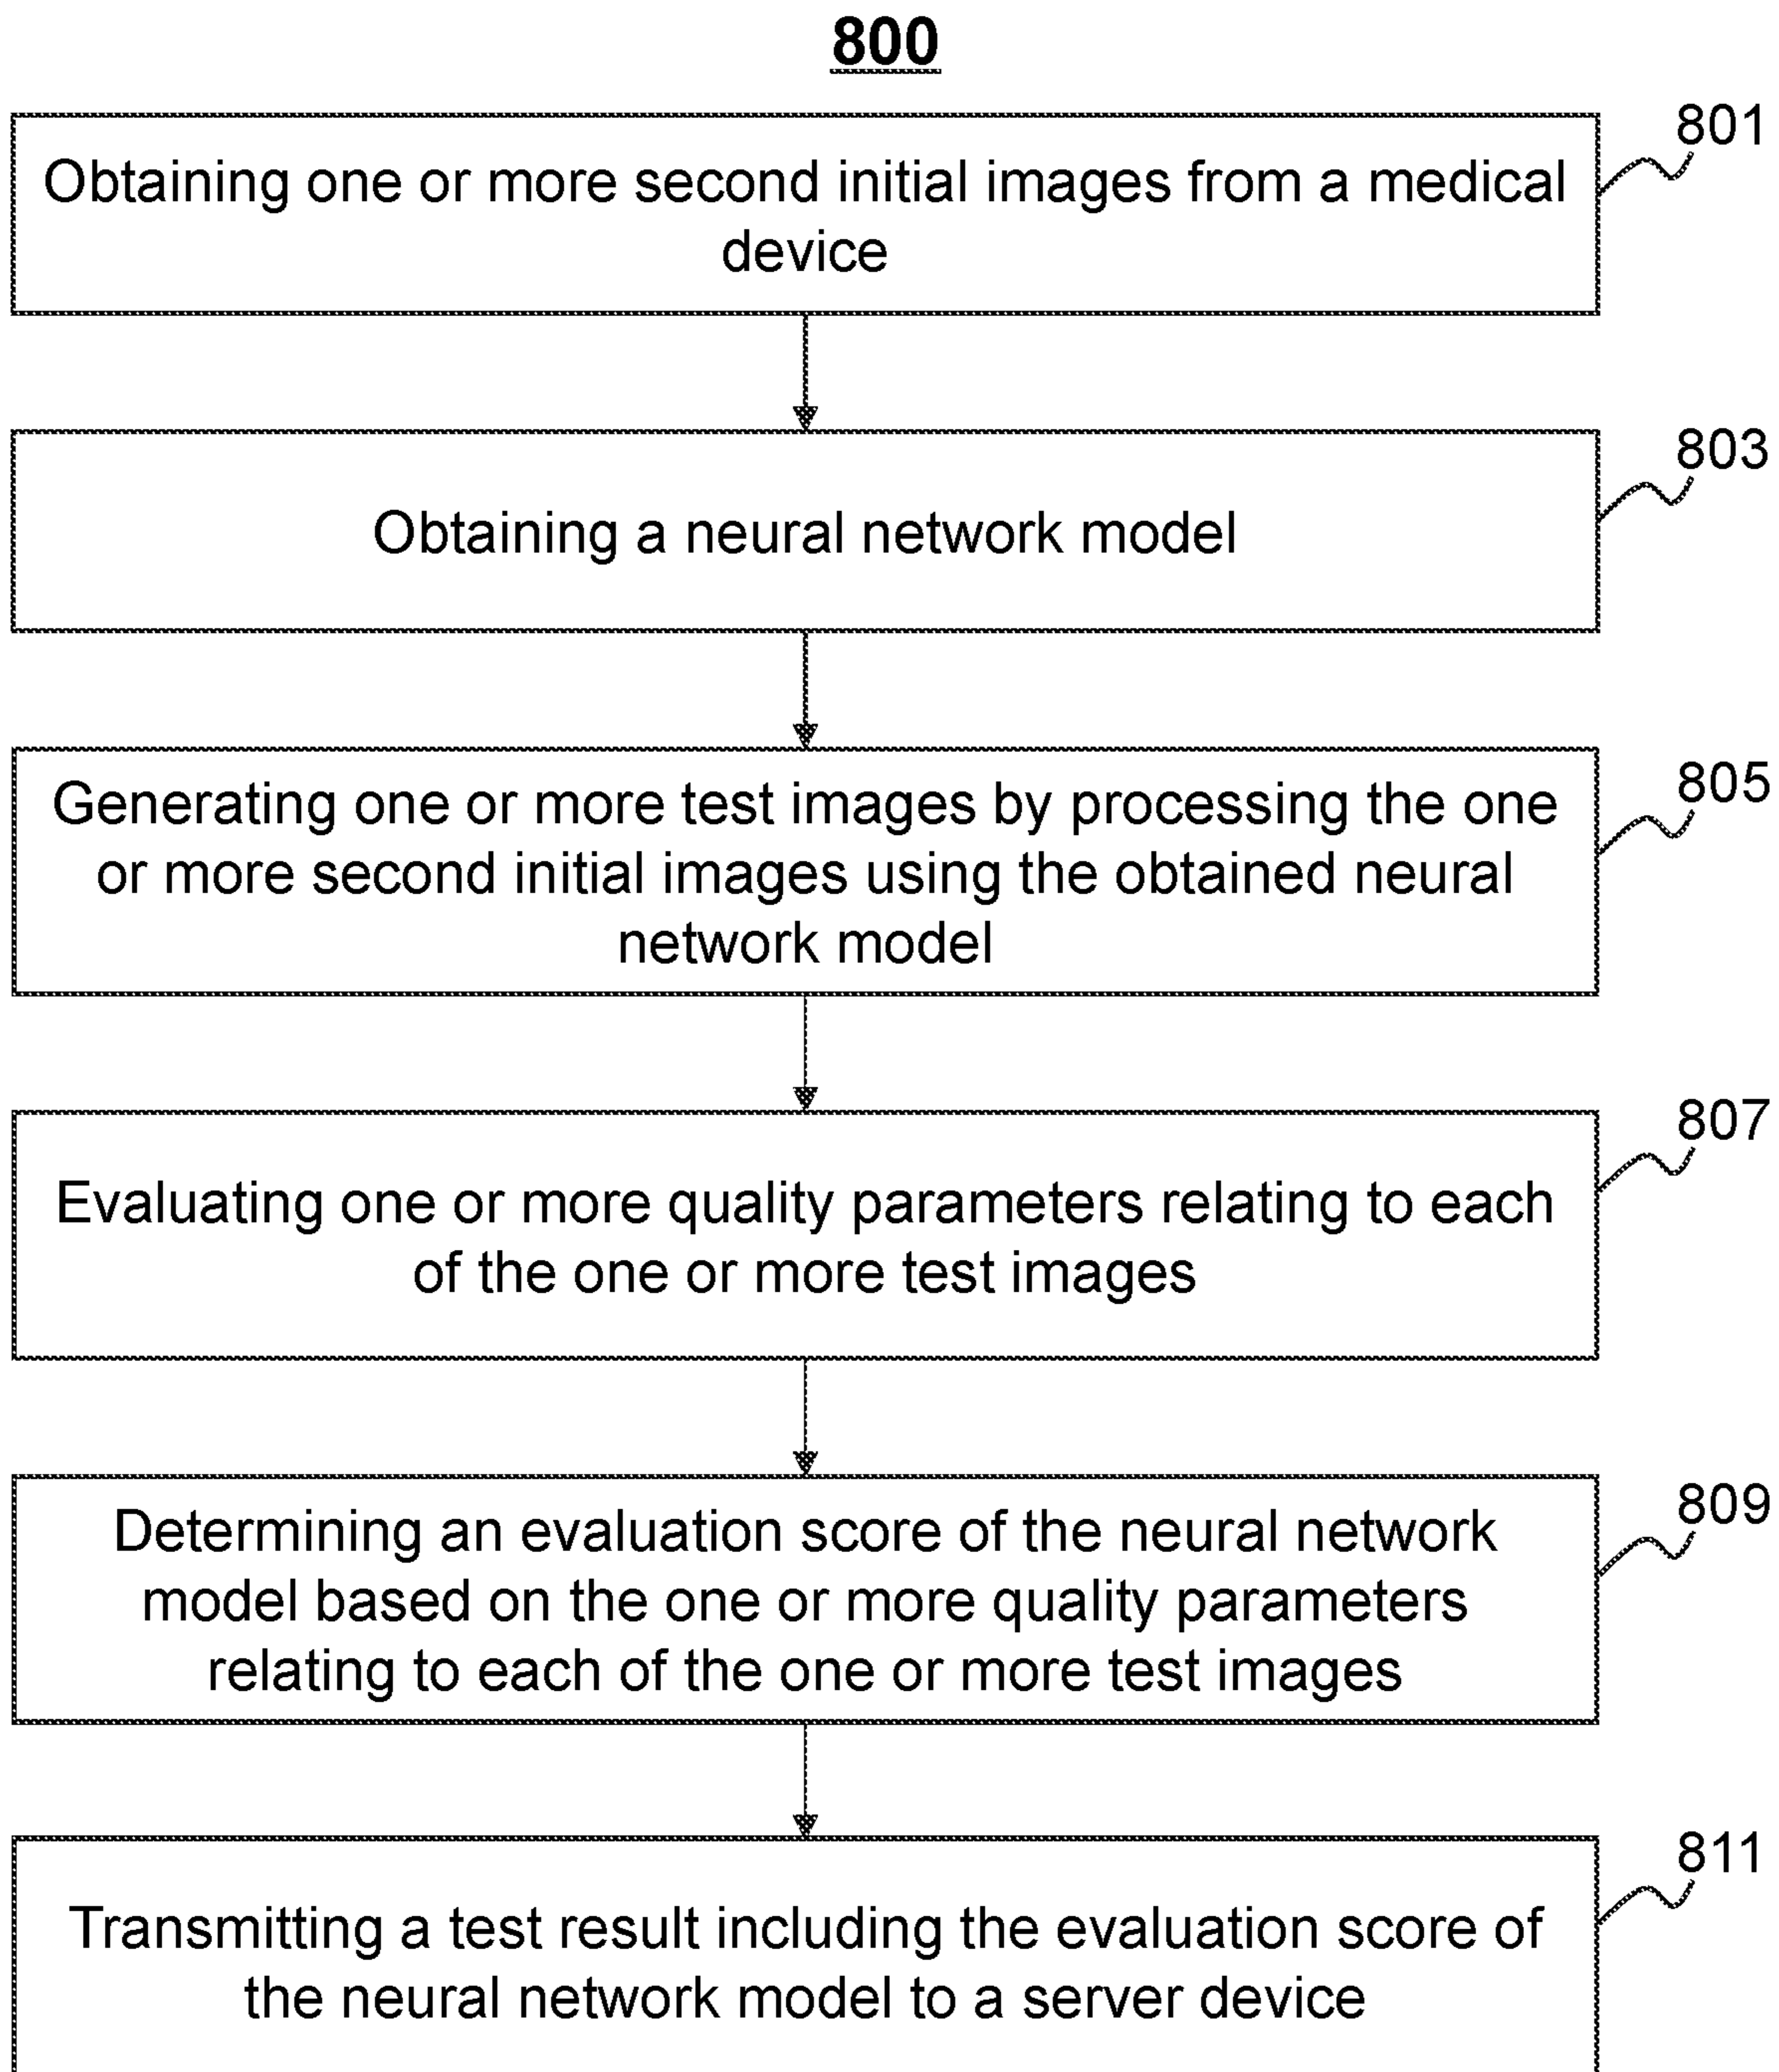 800
801
Obtaining one or more second initial images from a medical
device
803
Obtaining a neural network model
805
Generating one or more test images by processing the one
or more second initial images using the obtained neural
network model
807
Evaluating one or more quality parameters relating to each
of the one or more test images
809
Determining an evaluation score of the neural network
model based on the one or more quality parameters
relating to each of the one or more test images
811
Transmitting a test result including the evaluation score of
the neural network model to a server device